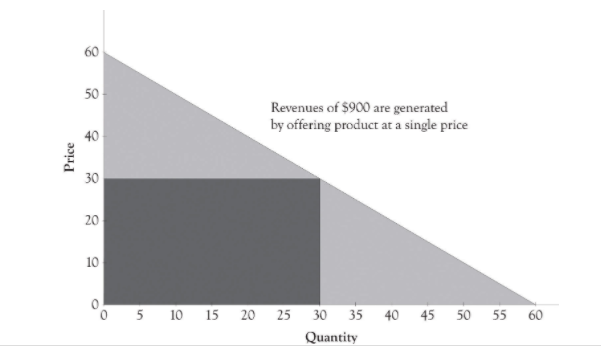 60
50
Revenues of $900 are generated
by offering product at a single price
40
Price
30
20
10
0
0 5 10 15 20 25 30 35 40 45 50 55 60
Quantity